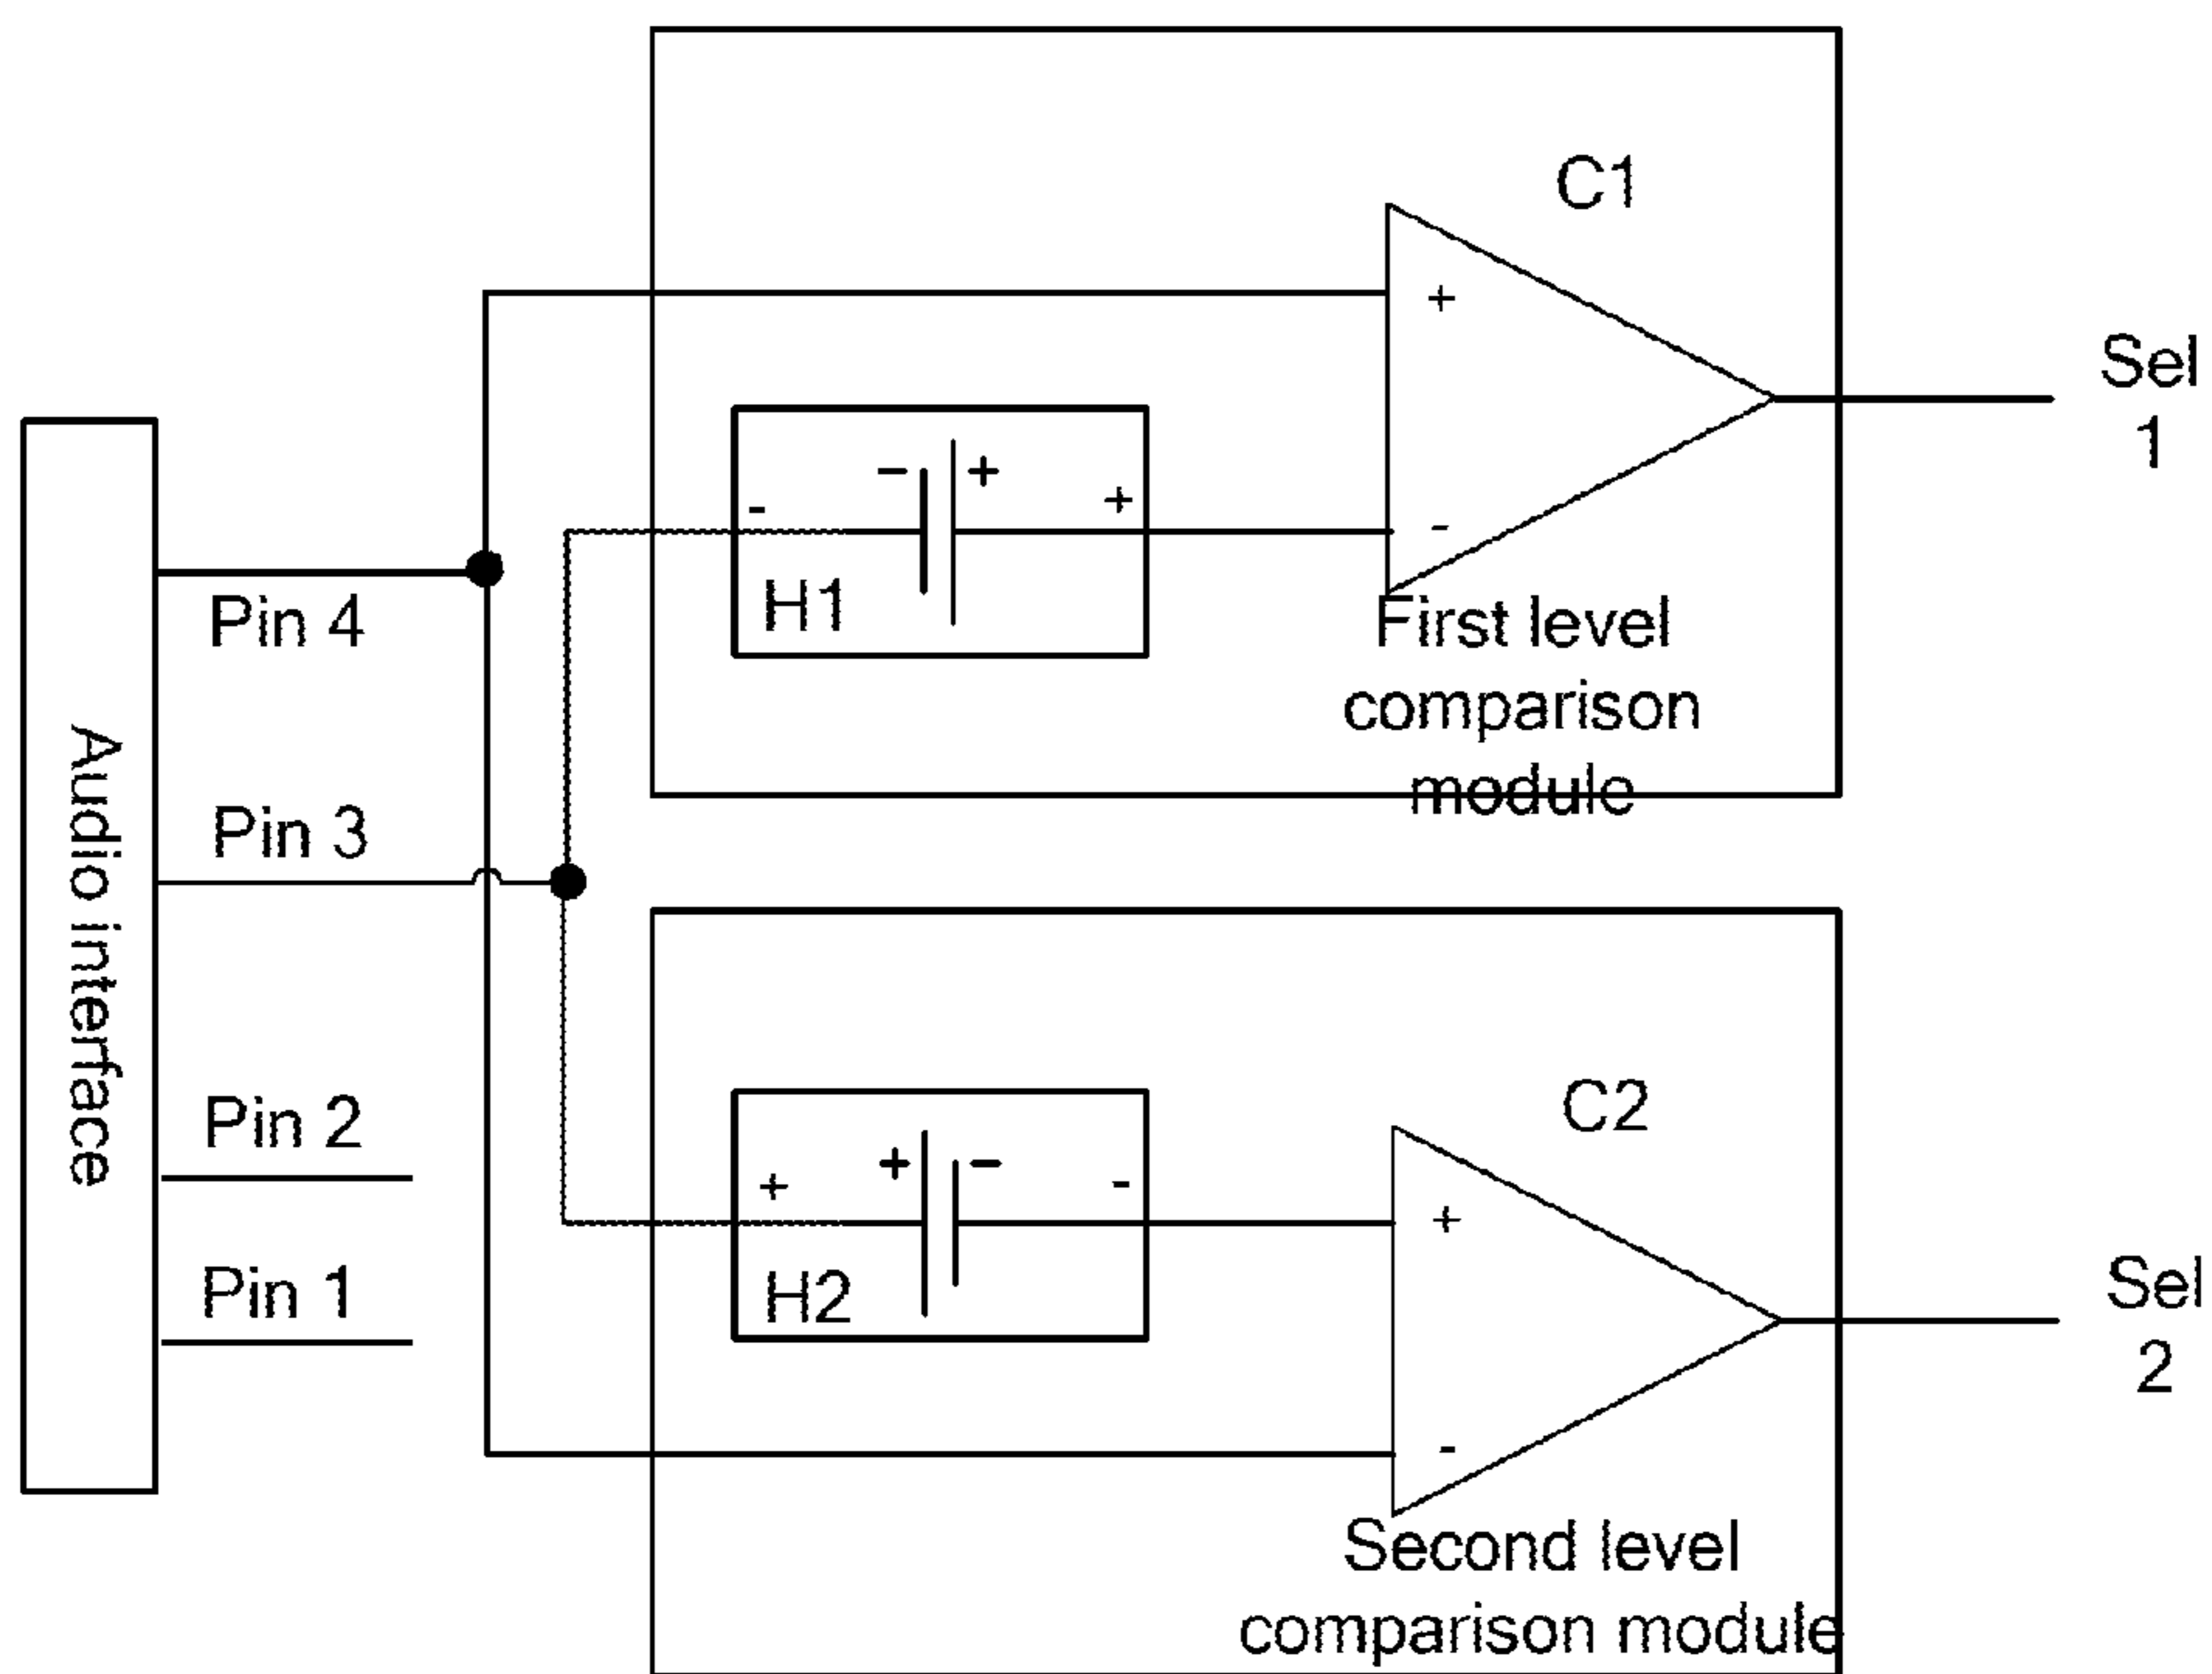 C1
+
Sel
1
- - + +
-
H1
Pin 4
First level
comparison
module
Audio interface
Pin 3
C2
Pin 2
+ + - -
+
H2
Pin 1
Sel
2
-
Second level
comparison module